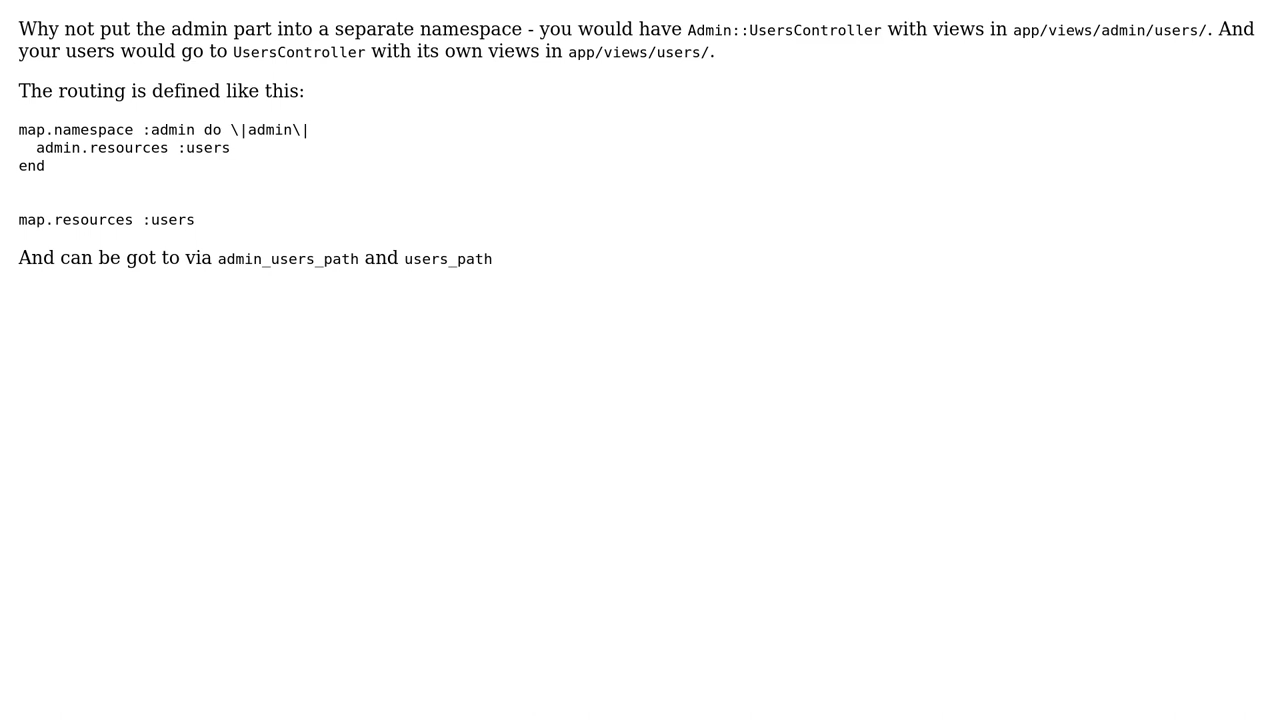 Why not put the admin part into a separate namespace - you would have Admin::UsersController with views in app/views/admin/users/. And
your users would go to UsersController with its own views in app/views/users/.
The routing is defined like this:
map.namespace :admin do \|admin\|
  admin.resources :users
end
map.resources :users
And can be got to via admin_users_path and users_path